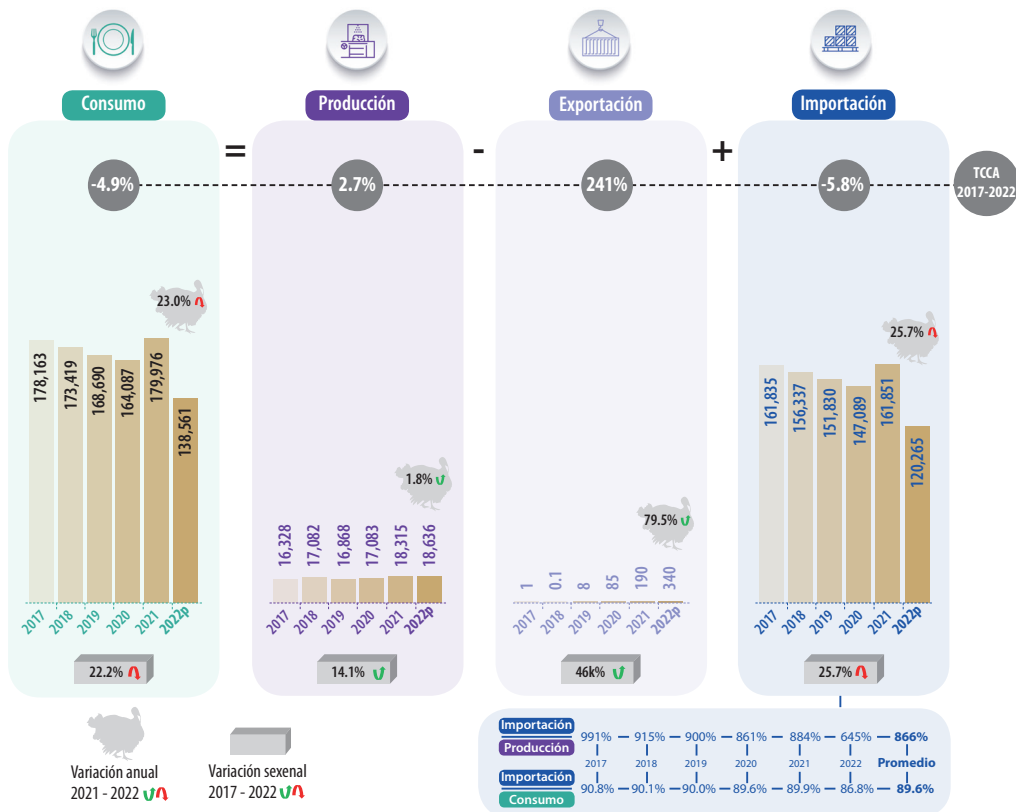 Consumo
Producción
Exportación
Importación
=
-
+
-4.9%
2.7%
241%
-5.8%
TCCA
2017-2022
23.0%
178,163
173,419
168,690
164,087
179,976
138,561
2017
2018
2019
2020
2021
2022p
22.2%
1.8%
16,328
17,082
16,868
17,083
18,315
18,636
2017
2018
2019
2020
2021
2022p
14.1%
79.5%
1
0.1
8
85
190
340
2017
2018
2019
2020
2021
2022p
46k%
25.7%
161,835
156,337
151,830
147,089
161,851
120,265
2017
2018
2019
2020
2021
2022p
25.7%
Variación anual
2021 - 2022
Variación sexenal
2017 - 2022
Importación
Producción
991% 915% 900% 861% 884% 645% 866%
2017 2018 2019 2020 2021 2022 Promedio
Importación
Consumo
90.8% 90.1% 90.0% 89.6% 89.9% 86.8% 89.6%